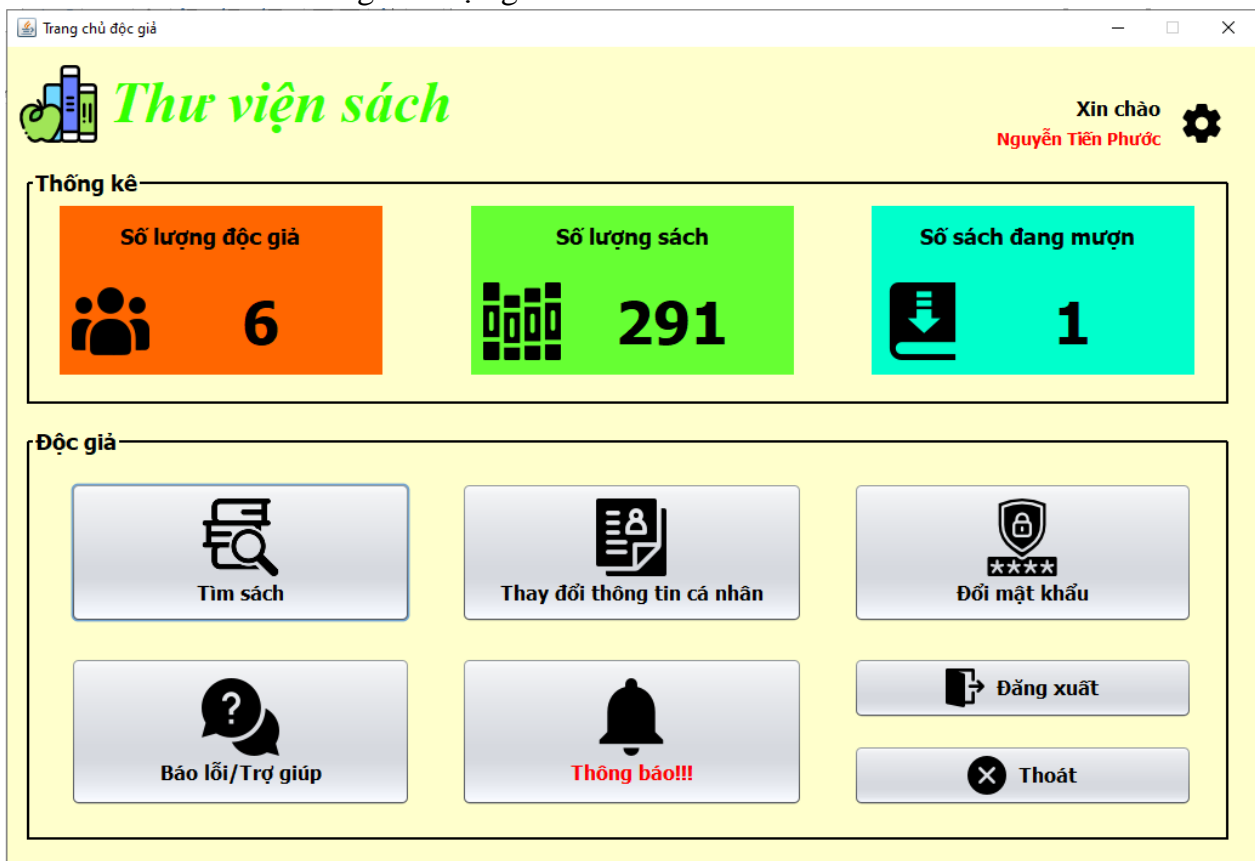 Trang chủ độc giả
Thư viện sách
Xin chào
Nguyễn Tiến Phước
Thống kê
Số lượng độc giả
Số lượng sách
Số sách đang mượn
6
291
1
Độc giả
Tìm sách
Thay đổi thông tin cá nhân
****
Đổi mật khẩu
Báo lỗi/Trợ giúp
Thông báo!!!
Đăng xuất
Thoát